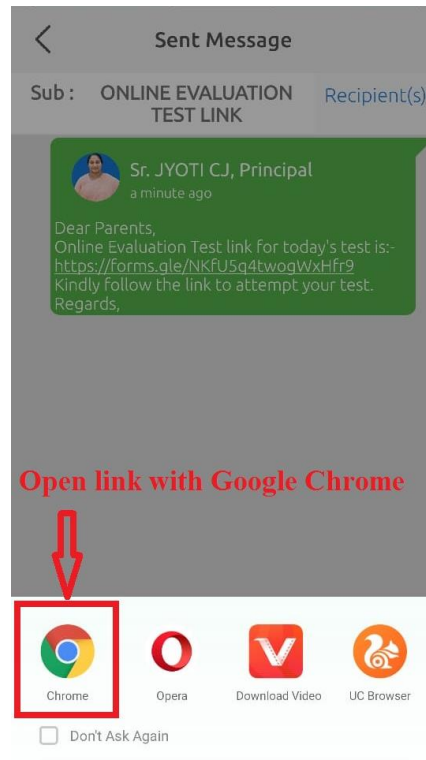 Sent Message
Sub : ONLINE EVALUATION Recipient(s)
TEST LINK
Sr. JYOTI CJ, Principal
a minute ago
Dear Parents,
Online Evaluation Test link for today's test is:-
https://forms.gle/NKfU5q4twogWxHfr9
Kindly follow the link to attempt your test.
Regards,
Open link with Google Chrome
Chrome Opera Download Video UC Browser
Don't Ask Again